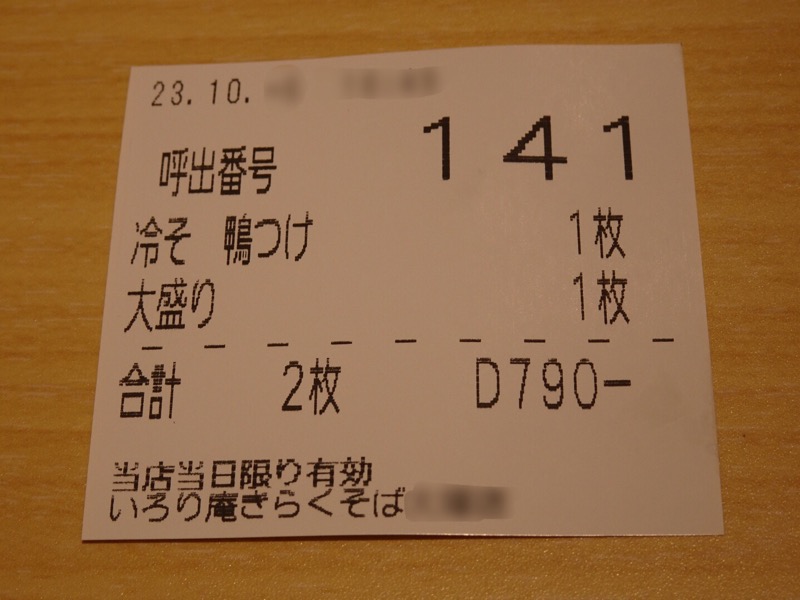 23.10.
呼出番号 141
冷そ 鴨つけ 1枚
大盛り 1枚
合計 2枚 D790-
当店当日限り有効
いろり庵きらくそば